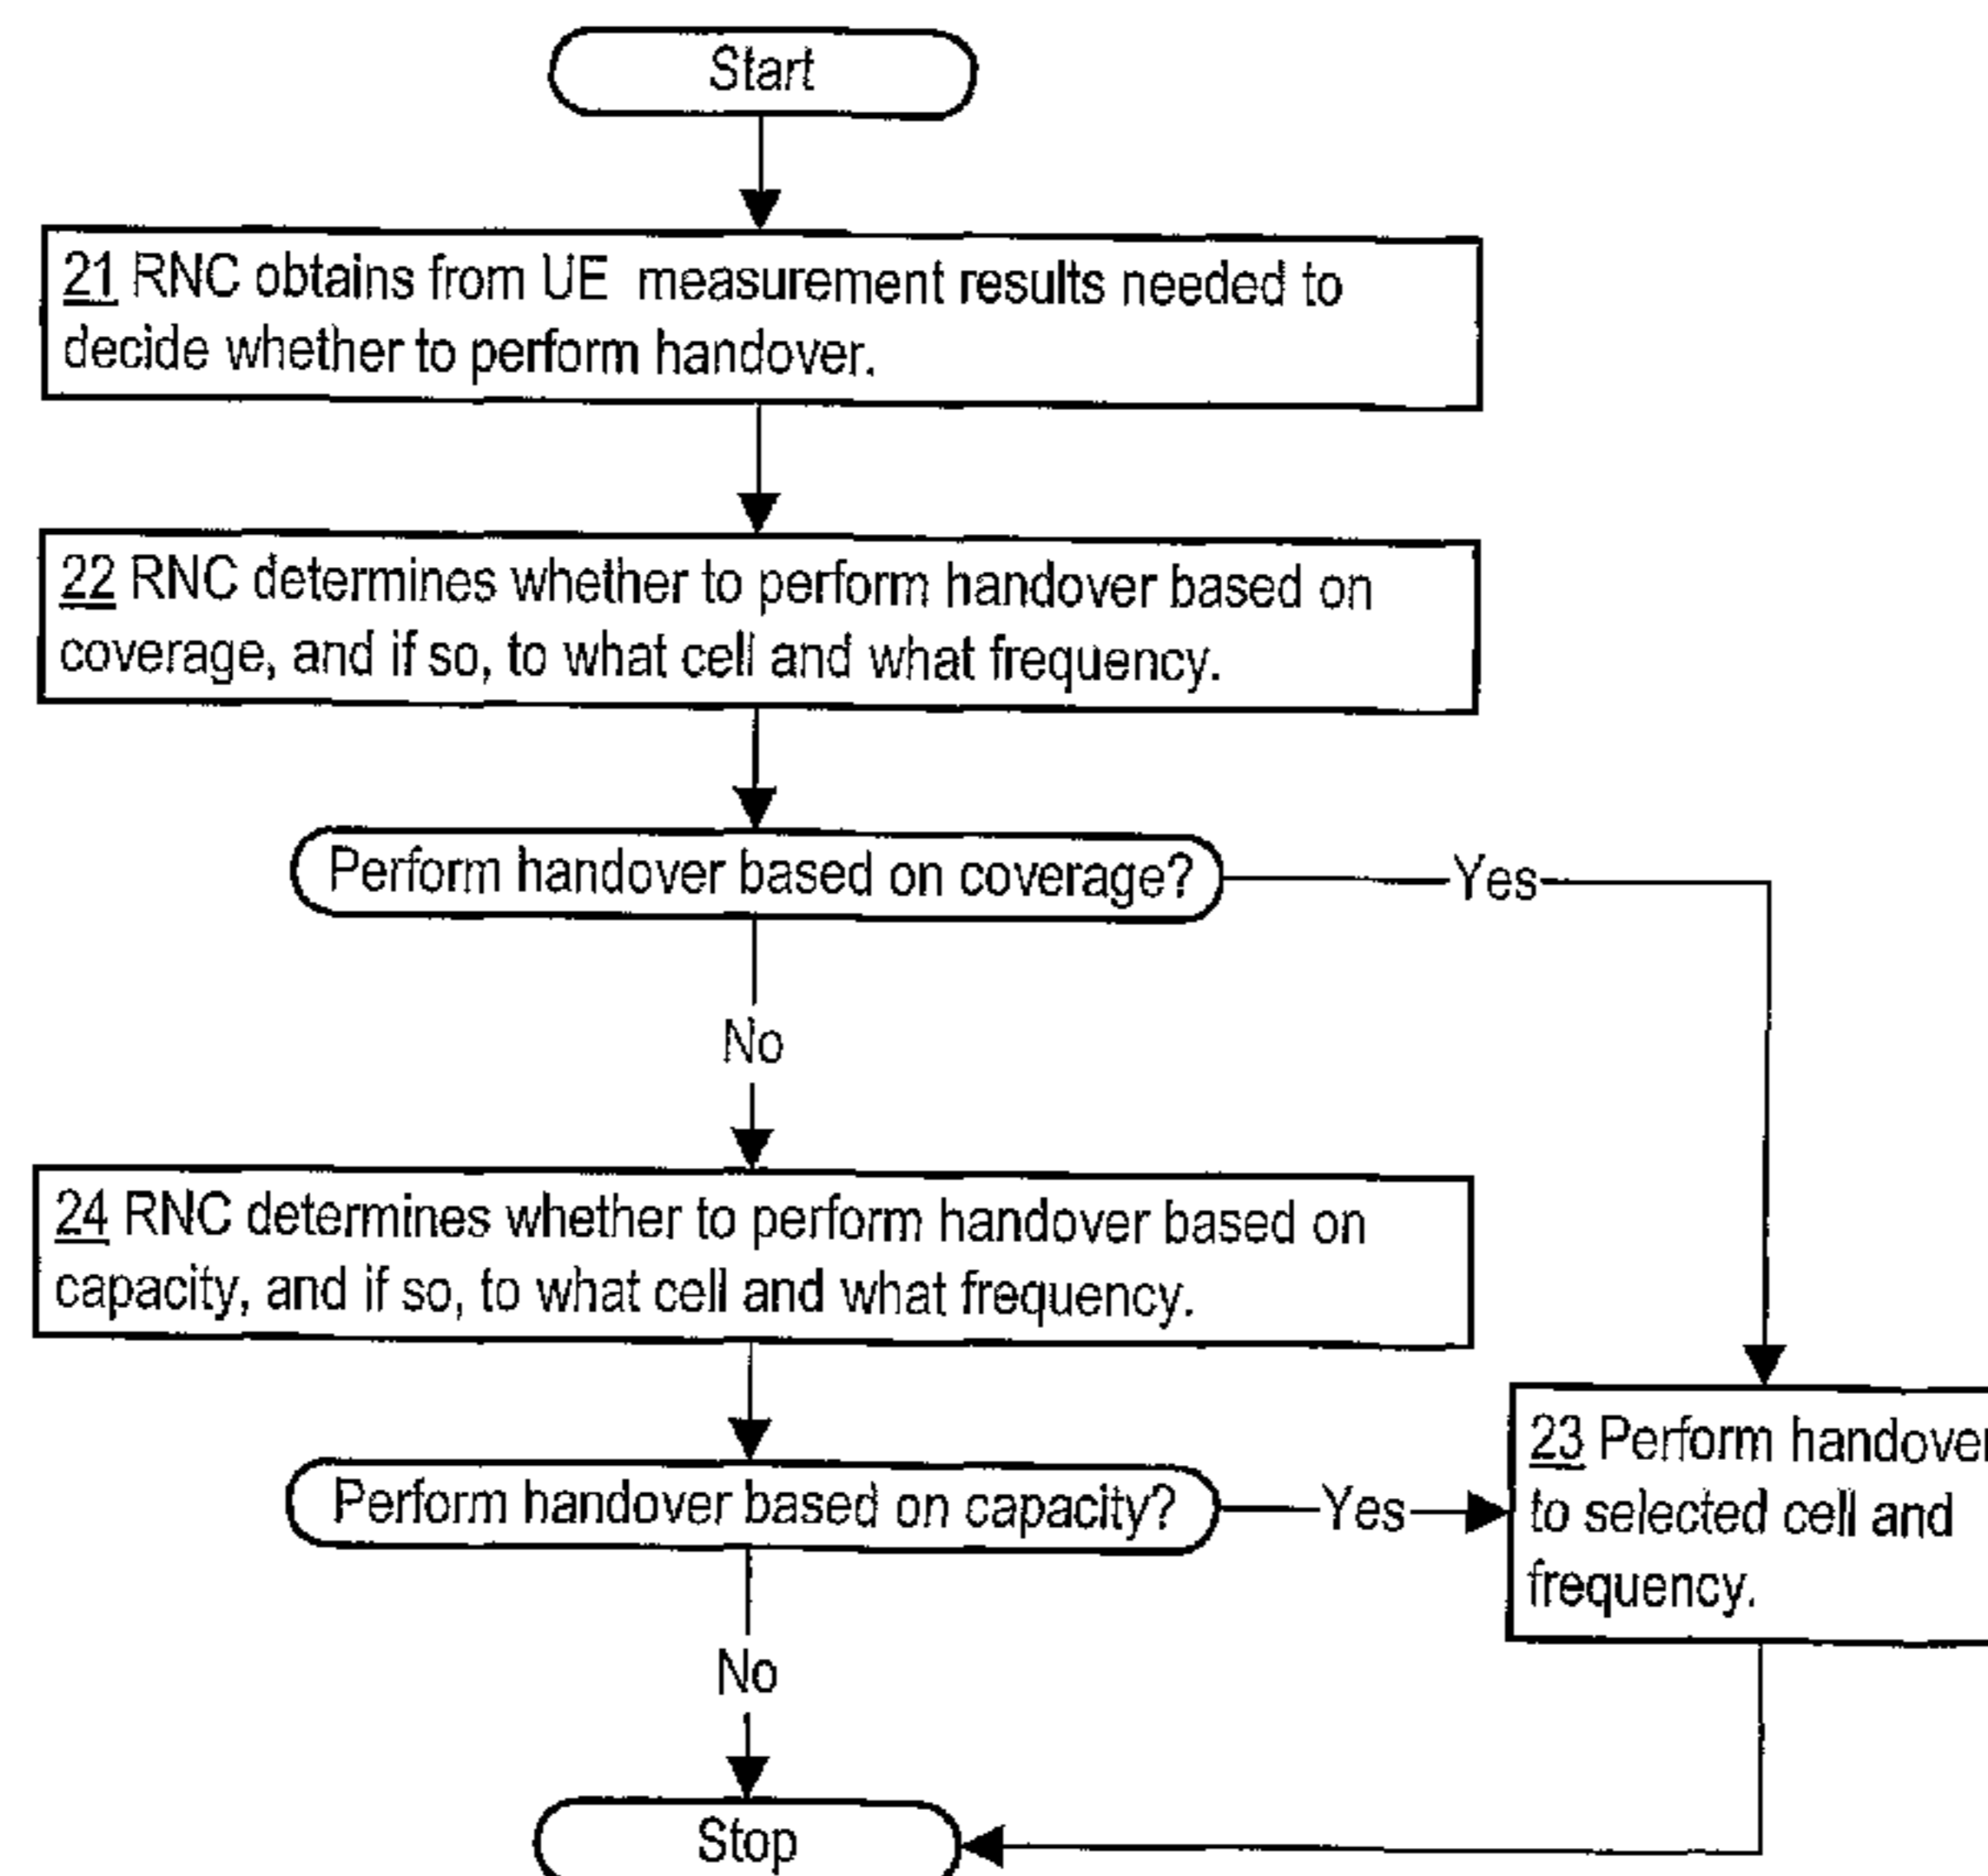 Start
21 RNC obtains from UE measurement results needed to
decide whether to perform handover.
22 RNC determines whether to perform handover based on
coverage, and if so, to what cell and what frequency.
Perform handover based on coverage?
Yes
No
24 RNC determines whether to perform handover based on
capacity, and if so, to what cell and what frequency.
Perform handover based on capacity?
Yes
23 Perform handover
to selected cell and
frequency.
No
Stop